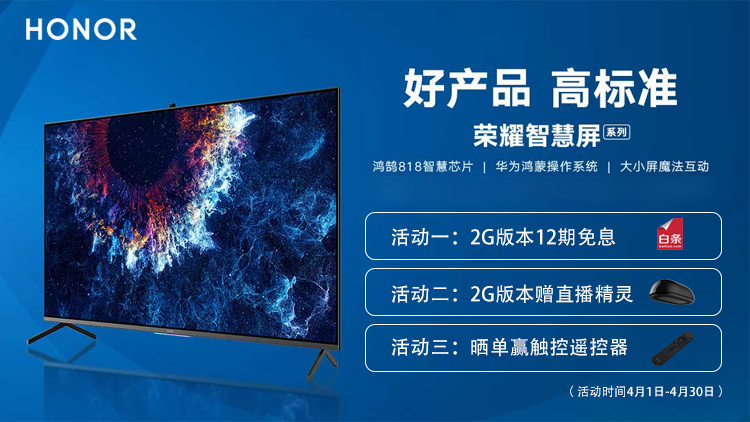 HONOR
好产品 高标准
荣耀智慧屏 系列
鸿鹄818智慧芯片 | 华为鸿蒙操作系统 | 大小屏魔法互动
活动一：2G版本12期免息
白条
活动二：2G版本赠直播精灵
活动三：晒单赢触控遥控器
（活动时间4月1日-4月30日）